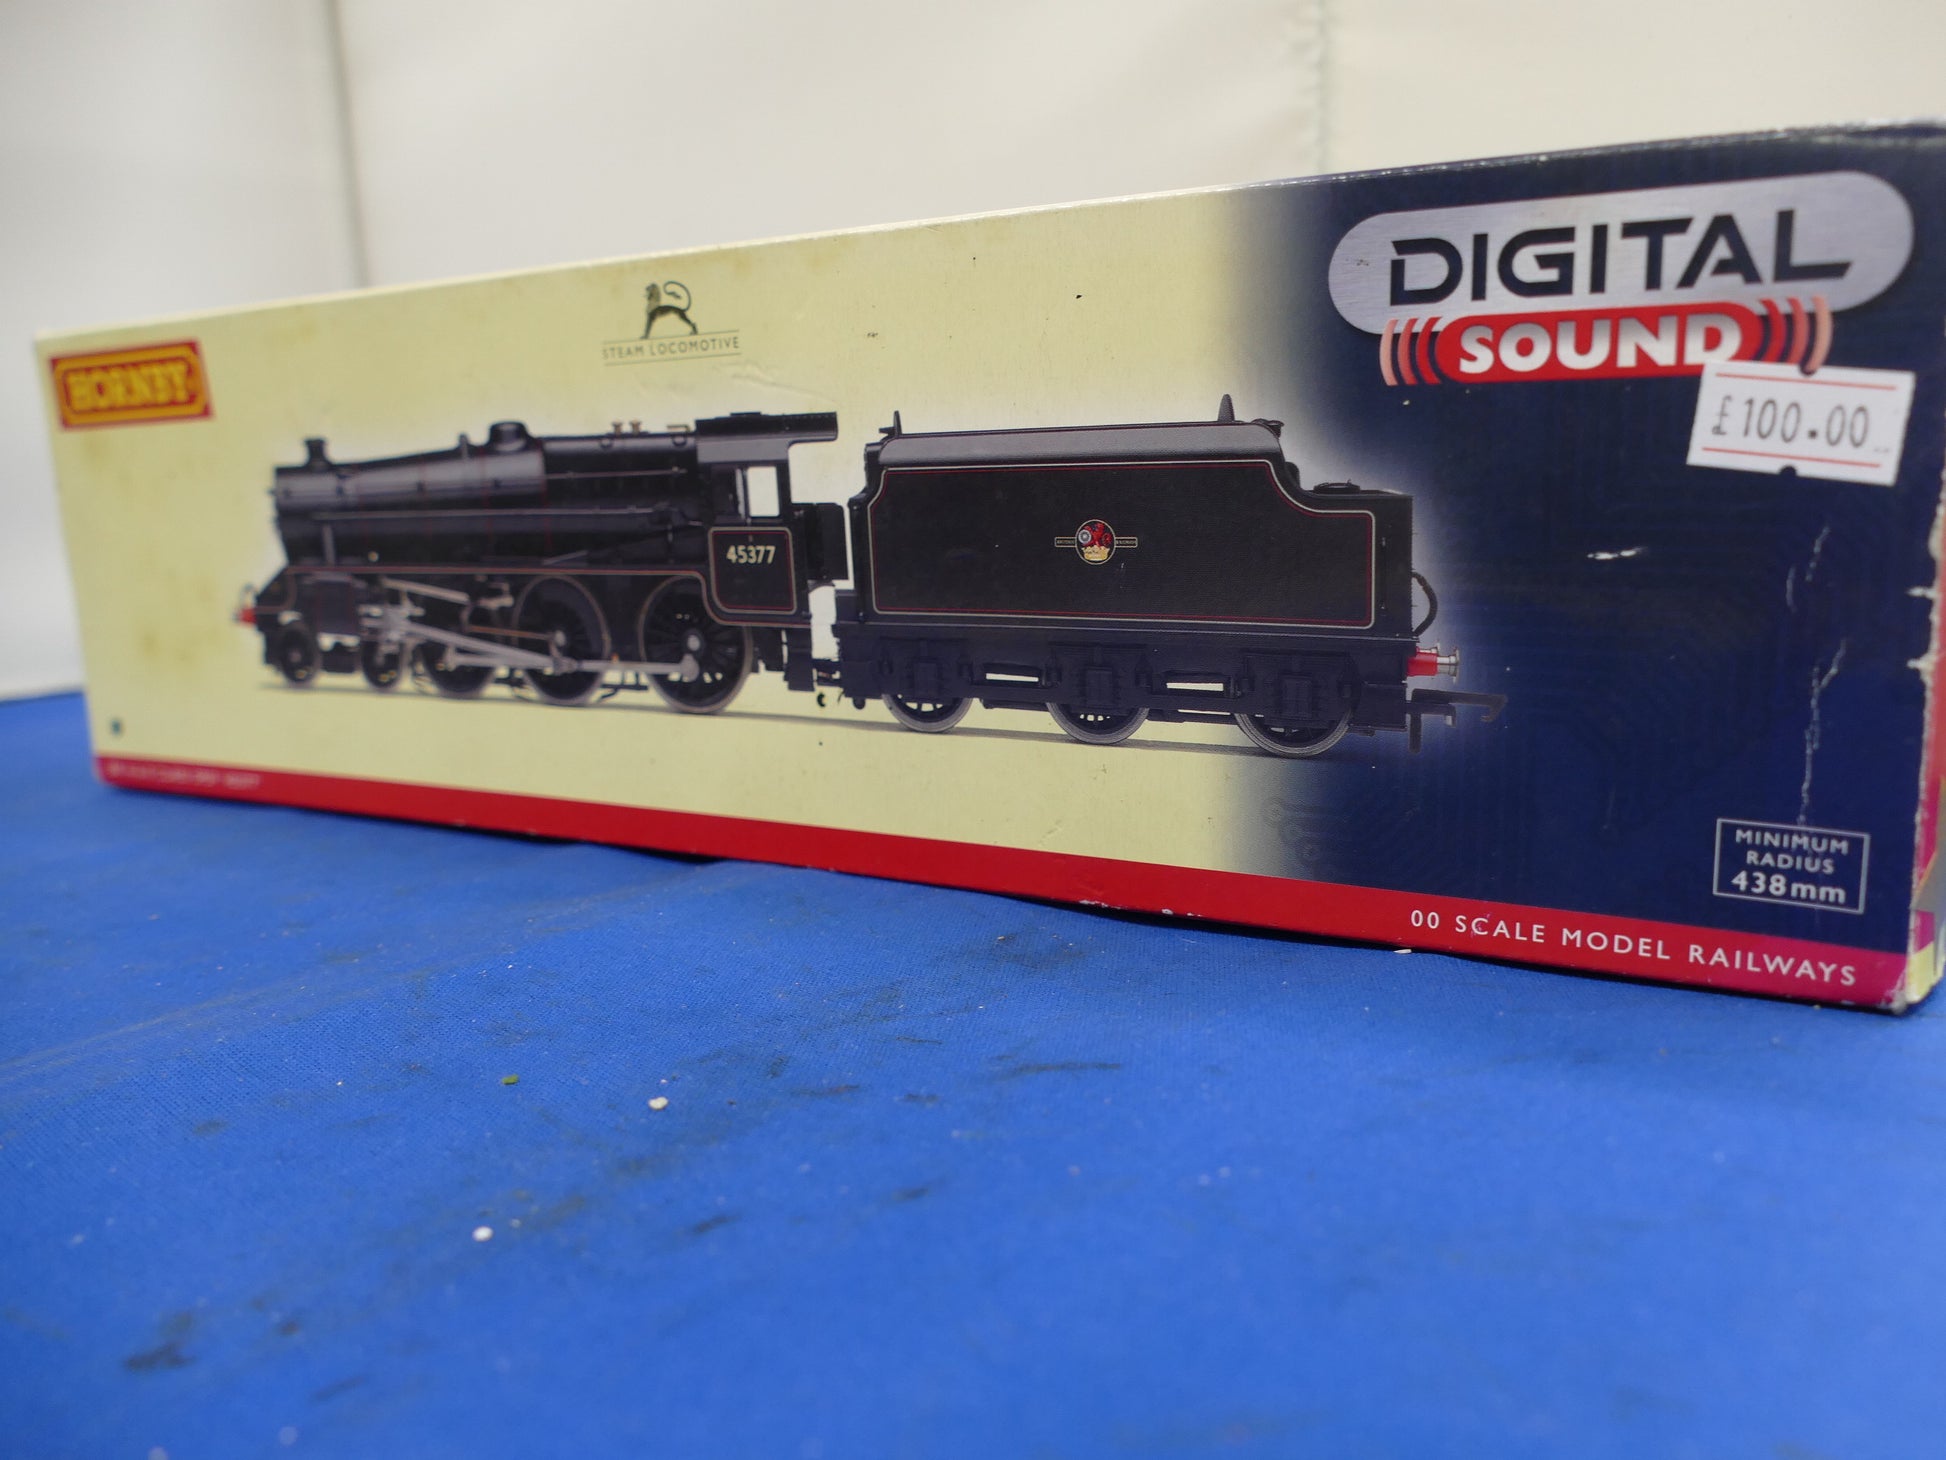 HORNBY
STEAM LOCOMOTIVE
DIGITAL
SOUND
£100.00
45377
MINIMUM
RADIUS
438mm
00 SCALE MODEL RAILWAYS